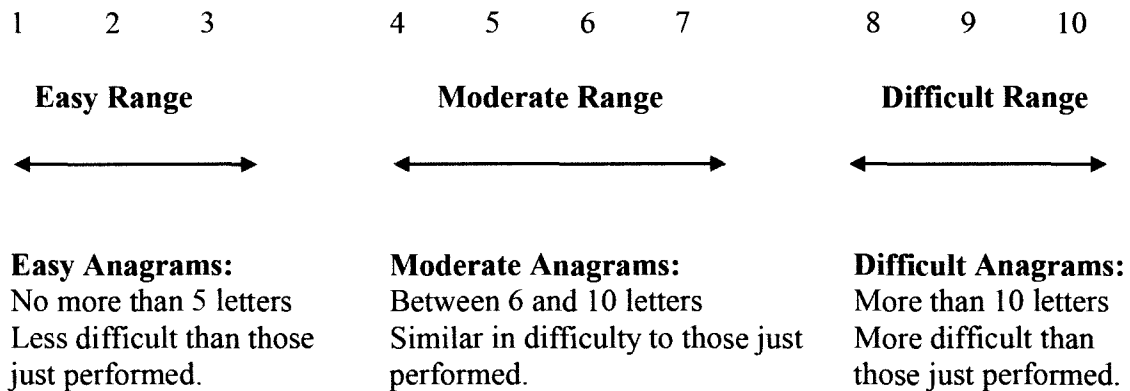 1 2 3 4 5 6 7 8 9 10
Easy Range Moderate Range Difficult Range
Easy Anagrams:
No more than 5 letters
Less difficult than those
just performed.
Moderate Anagrams:
Between 6 and 10 letters
Similar in difficulty to those just
performed.
Difficult Anagrams:
More than 10 letters
More difficult than
those just performed.